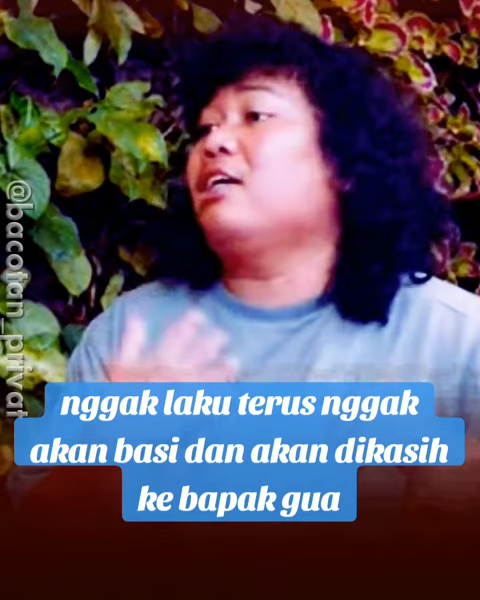 @bacotan_privat
nggak laku terus nggak
akan basi dan akan dikasih
ke bapak gua